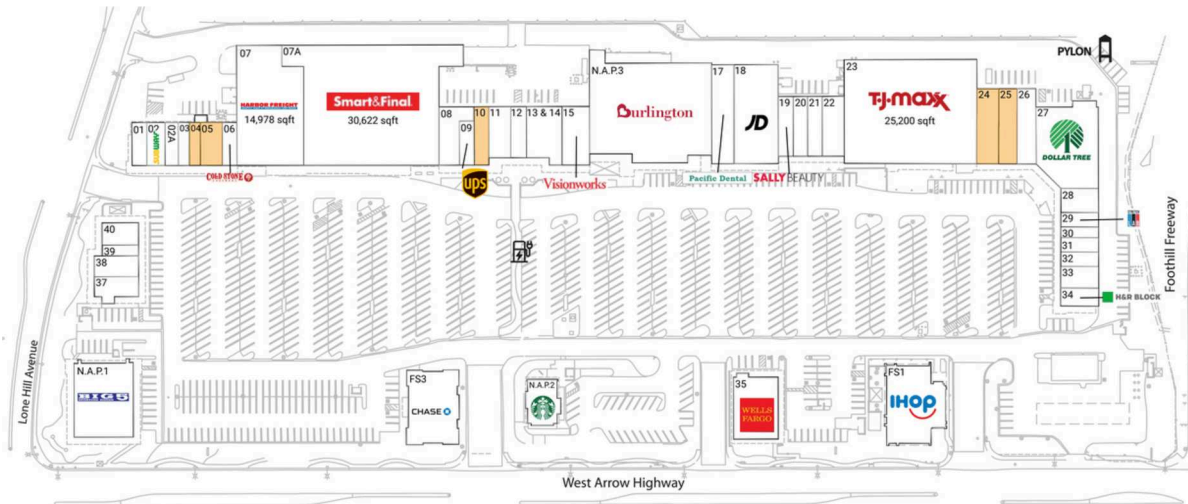 PYLON
07
07A
HARBOR FREIGHT
14,978 sqft
Smart&Final
30,622 sqft
N.A.P.3
Burlington
17
18
JD
23
T.J.maxx
25,200 sqft
24
25
26
27
DOLLAR TREE
01
02
02A
03
04
05
06
08
09
10
11
12
13 & 14
15
19
20
21
22
COLD STONE
ups
Visionworks
Pacific Dental
SALLYBEAUTY
28
29
30
31
32
33
34
H&R BLOCK
Foothill Freeway
40
39
38
37
Lone Hill Avenue
N.A.P.1
BIG 5
FS3
CHASE
N.A.P.2
35
WELLS
FARGO
FS1
IHOP
West Arrow Highway